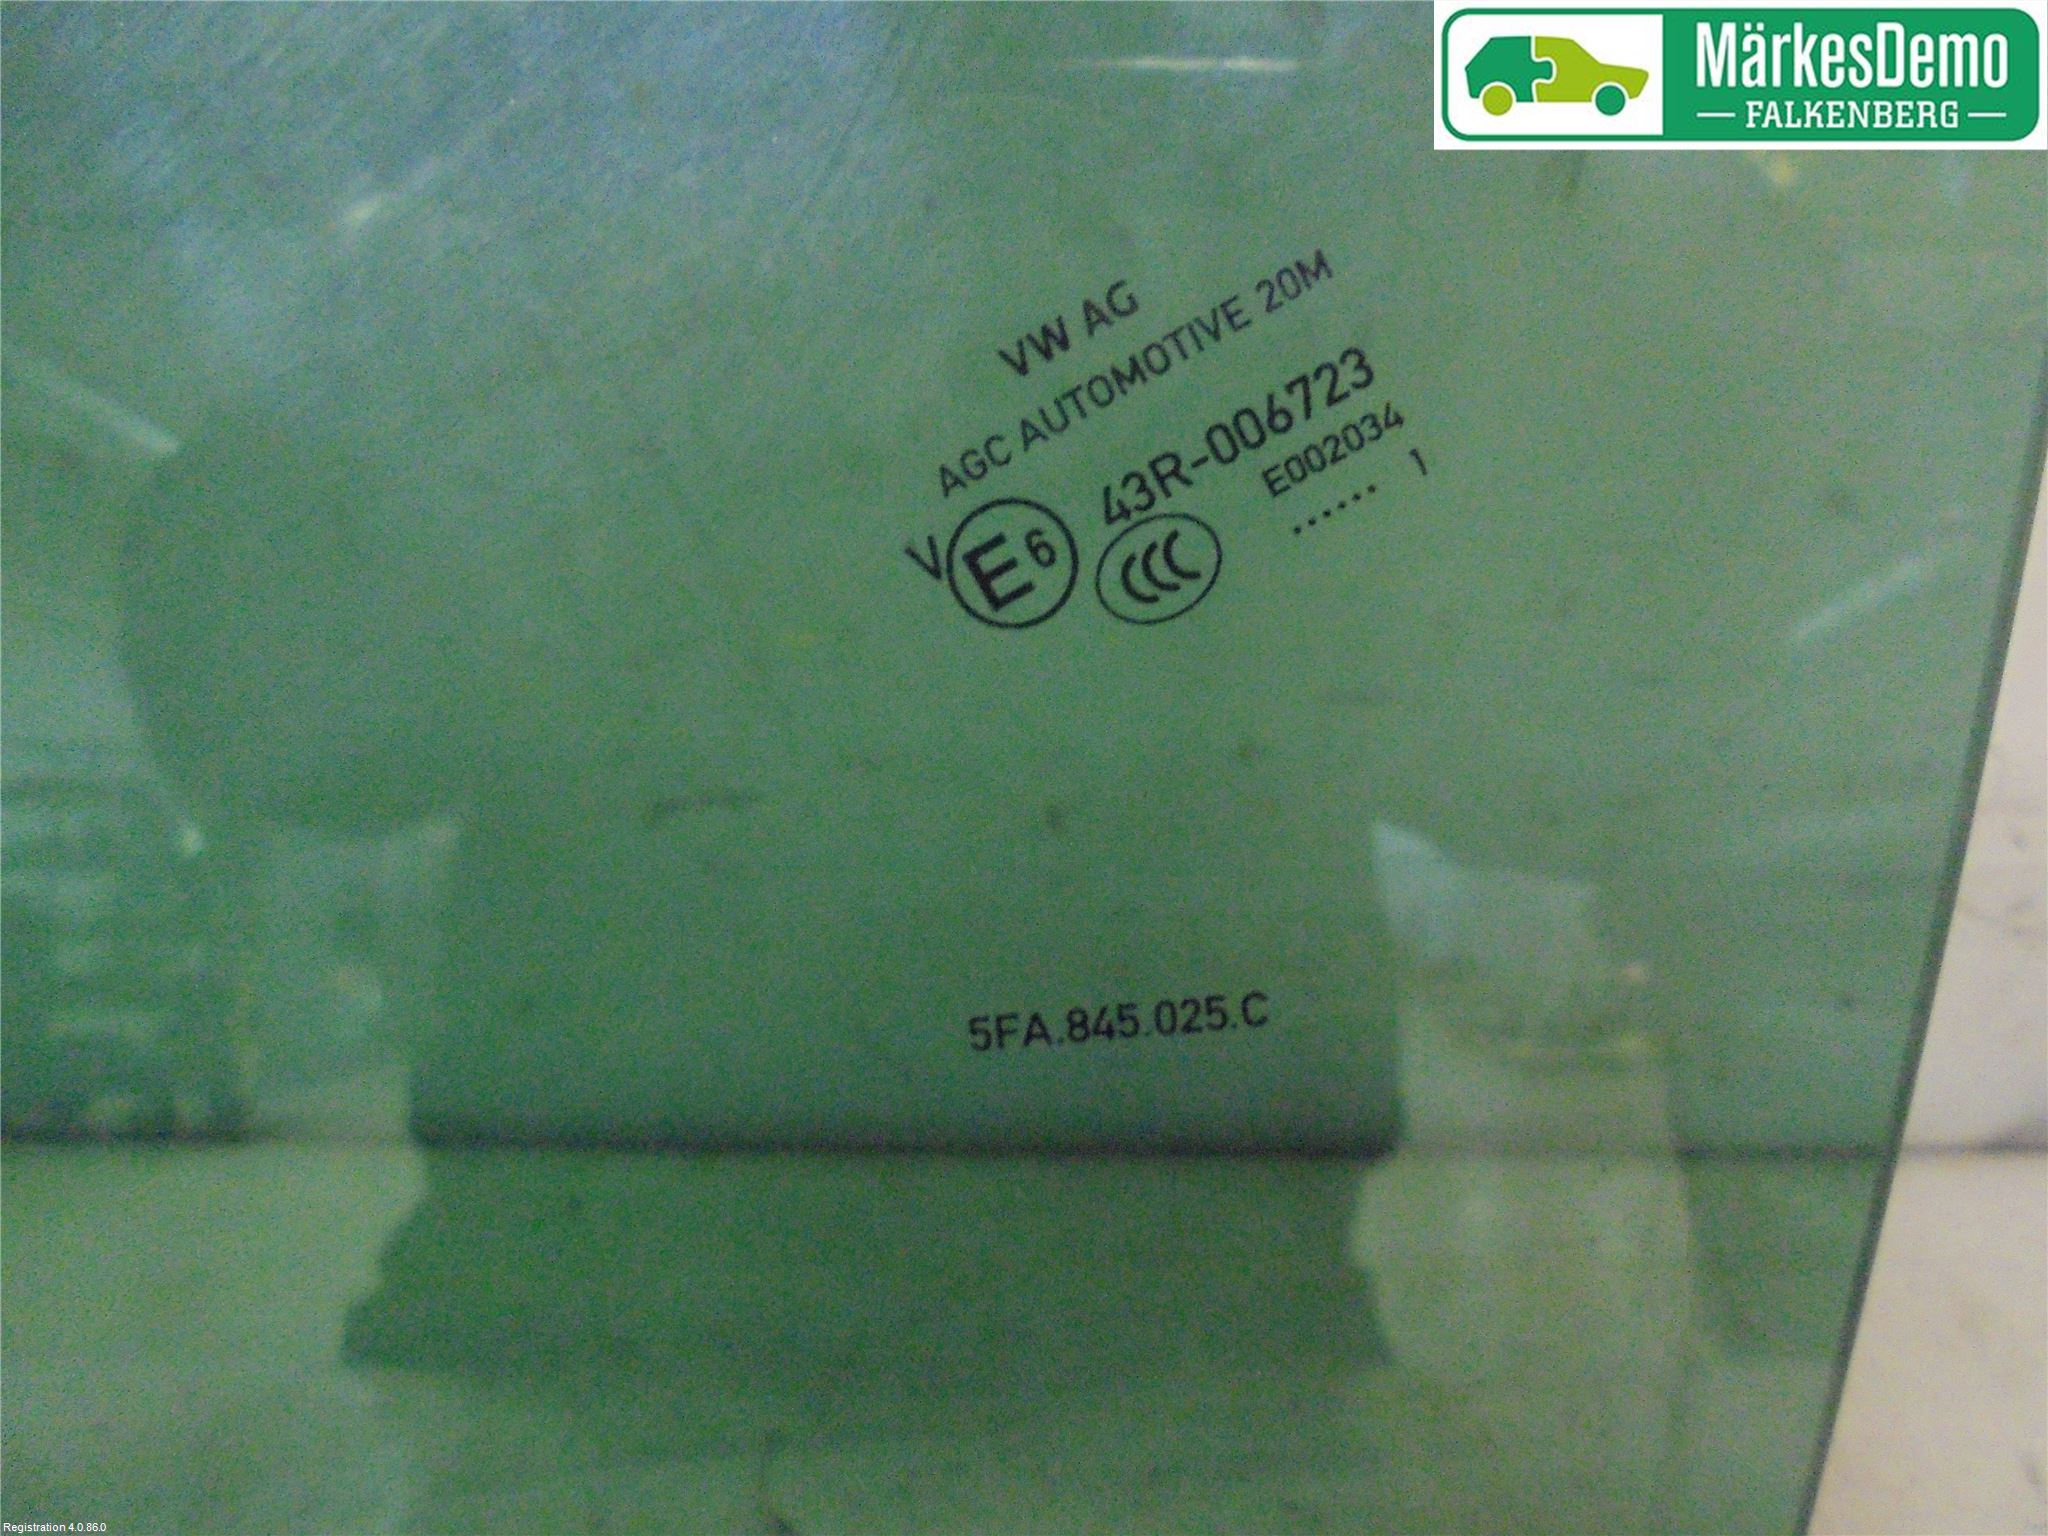 MärkesDemo
FALKENBERG
VW AG
AGC AUTOMOTIVE 20M
43R-006723
E002034
V E6 CCC ...... 1
5FA.845.025.C
Registration 4.0.86.0